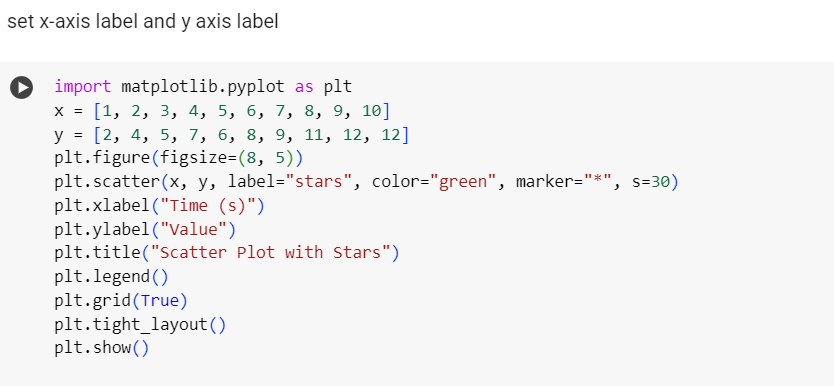 set x-axis label and y axis label
import matplotlib.pyplot as plt
x = [1, 2, 3, 4, 5, 6, 7, 8, 9, 10]
y = [2, 4, 5, 7, 6, 8, 9, 11, 12, 12]
plt.figure(figsize=(8, 5))
plt.scatter(x, y, label="stars", color="green", marker="*", s=30)
plt.xlabel("Time (s)")
plt.ylabel("Value")
plt.title("Scatter Plot with Stars")
plt.legend()
plt.grid(True)
plt.tight_layout()
plt.show()